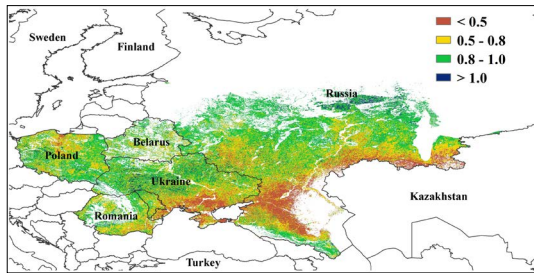 Sweden
Finland
< 0.5
0.5 - 0.8
0.8 - 1.0
> 1.0
Russia
Belarus
Poland
Ukraine
Kazakhstan
Romania
Turkey